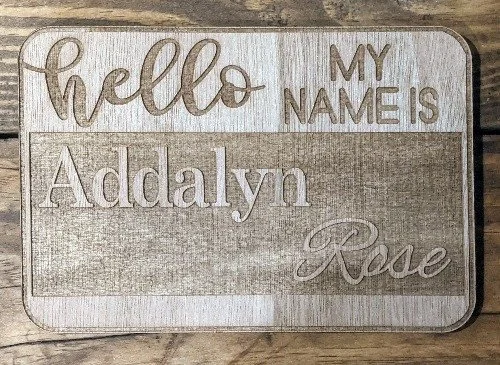 hello MY
NAME IS
Addalyn
Rose